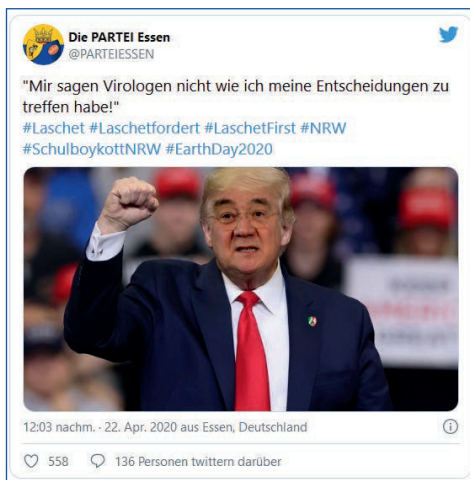 Die PARTEI Essen
@PARTEIESSEN
"Mir sagen Virologen nicht wie ich meine Entscheidungen zu
treffen habe!"
#Laschet #Laschetfordert #LaschetFirst #NRW
#SchulboykottNRW #EarthDay2020
12:03 nachm. · 22. Apr. 2020 aus Essen, Deutschland
558 136 Personen twittern darüber